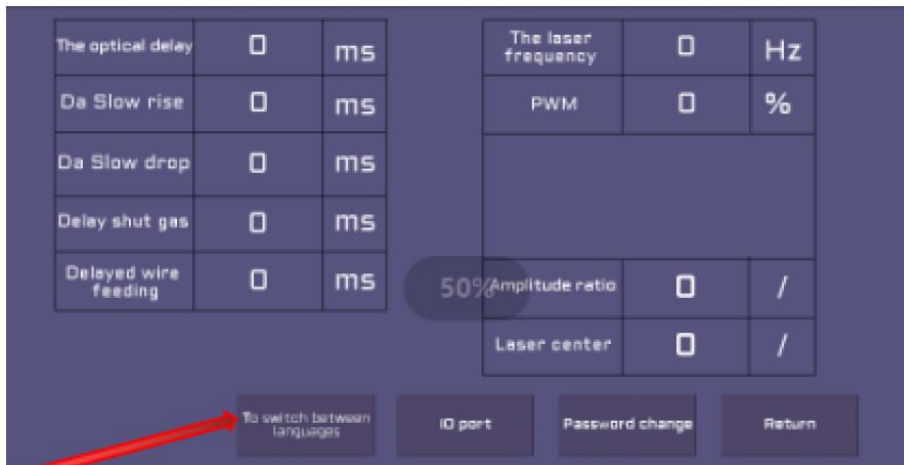 The optical delay 0 ms
Da Slow rise 0 ms
Da Slow drop 0 ms
Delay shut gas 0 ms
Delayed wire
feeding 0 ms
The laser
frequency 0 Hz
PWM 0 %
50%
Amplitude ratio 0 /
Laser center 0 /
To switch between
languages
IO port
Password change
Return